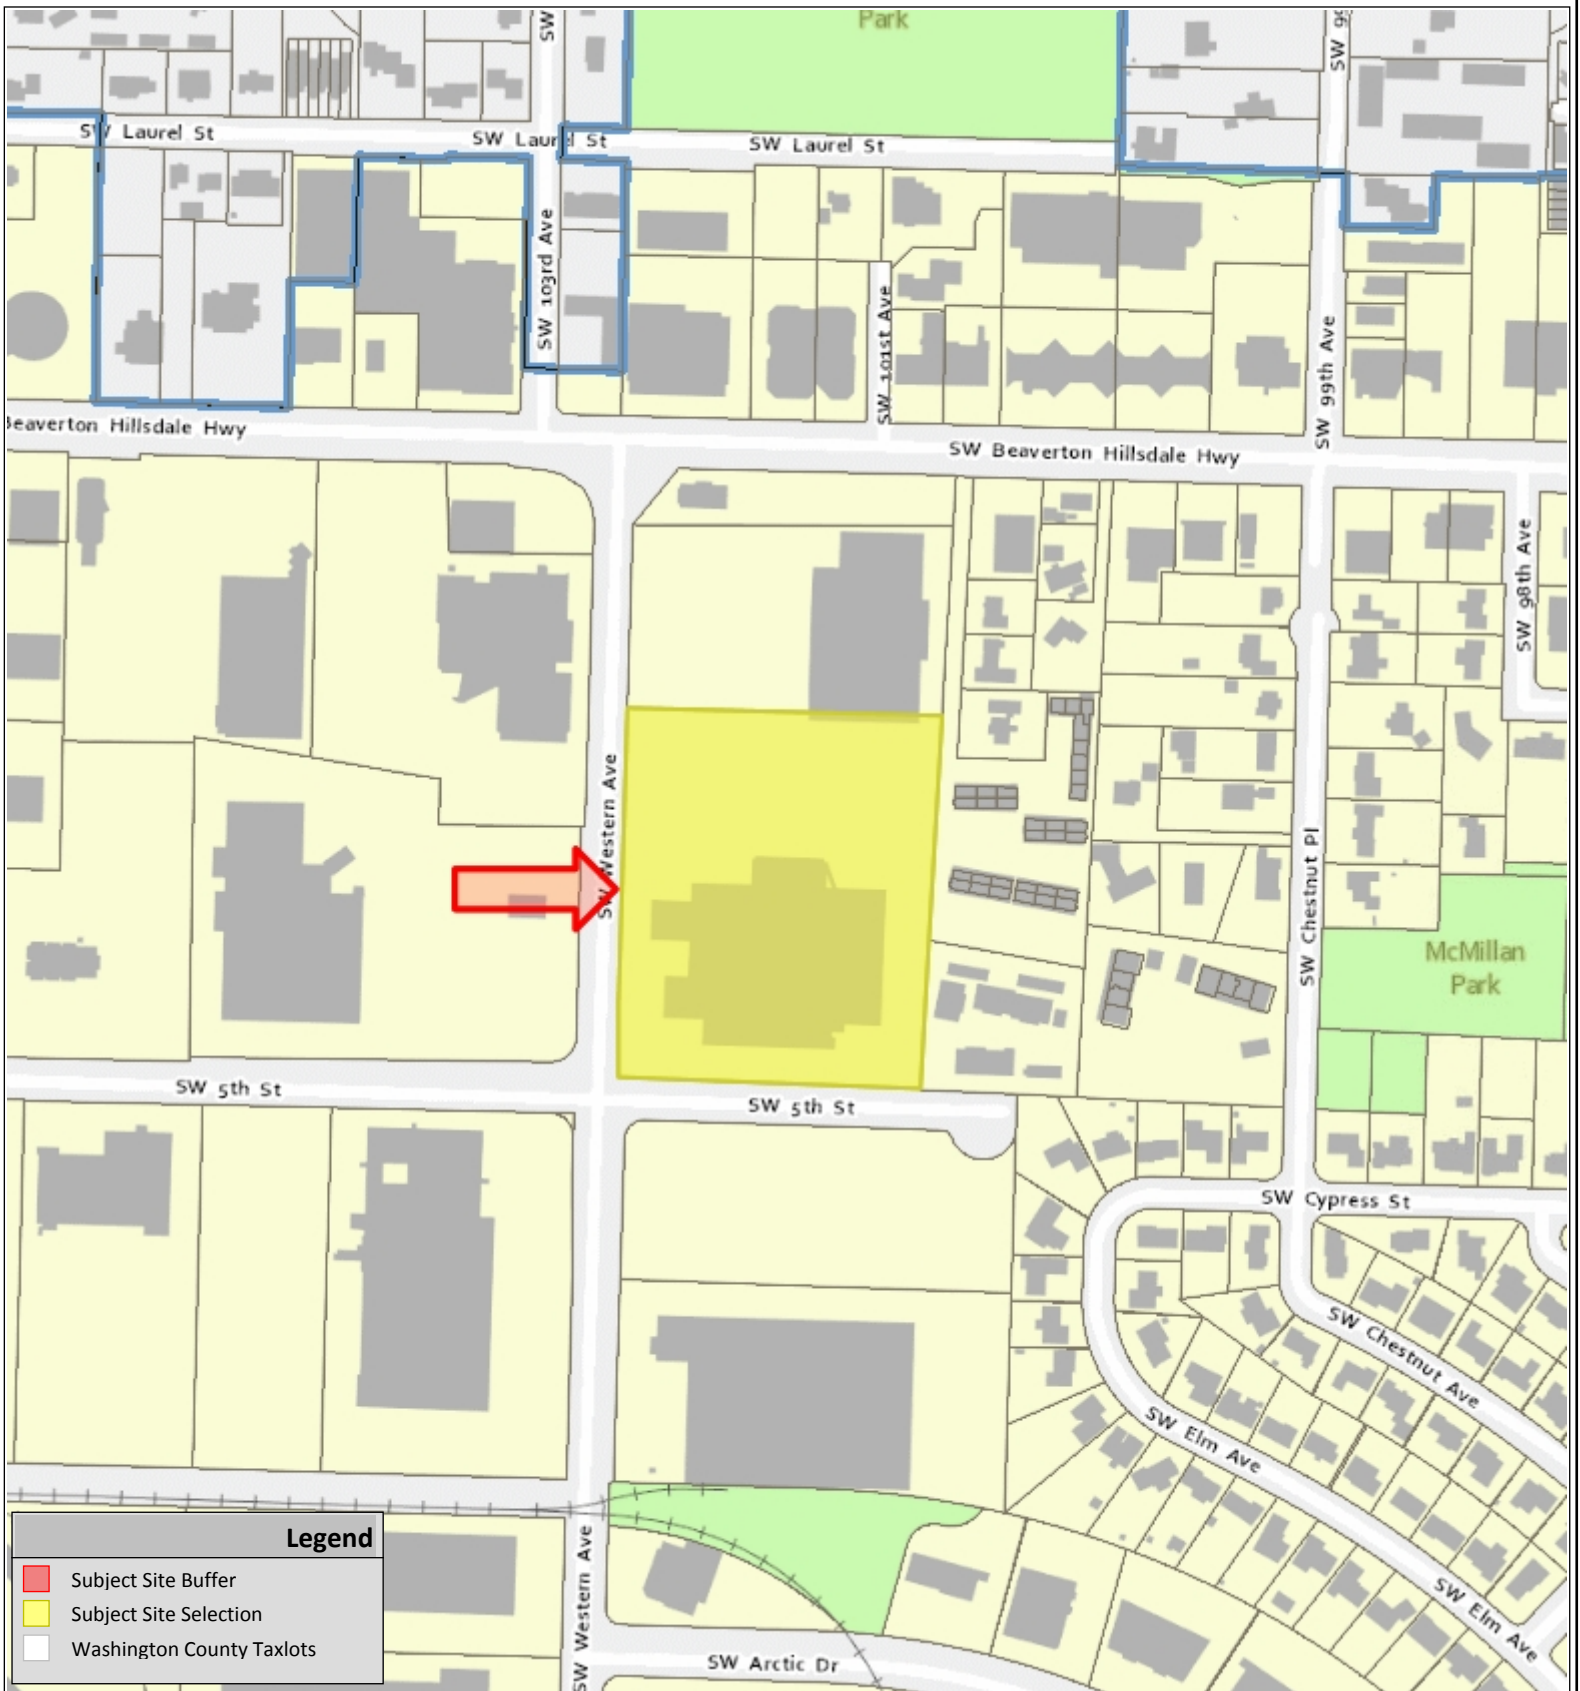 Park
SW
SW 99
SW Laurel St
SW Laurel St
SW Laurel St
SW 103rd Ave
SW 101st Ave
SW 99th Ave
Beaverton Hillsdale Hwy
SW Beaverton Hillsdale Hwy
SW 98th Ave
SW Western Ave
SW Chestnut Pl
McMillan
Park
SW 5th St
SW 5th St
SW Cypress St
SW Chestnut Ave
SW Elm Ave
SW Elm Ave
SW Western Ave
SW Arctic Dr
Legend
Subject Site Buffer
Subject Site Selection
Washington County Taxlots